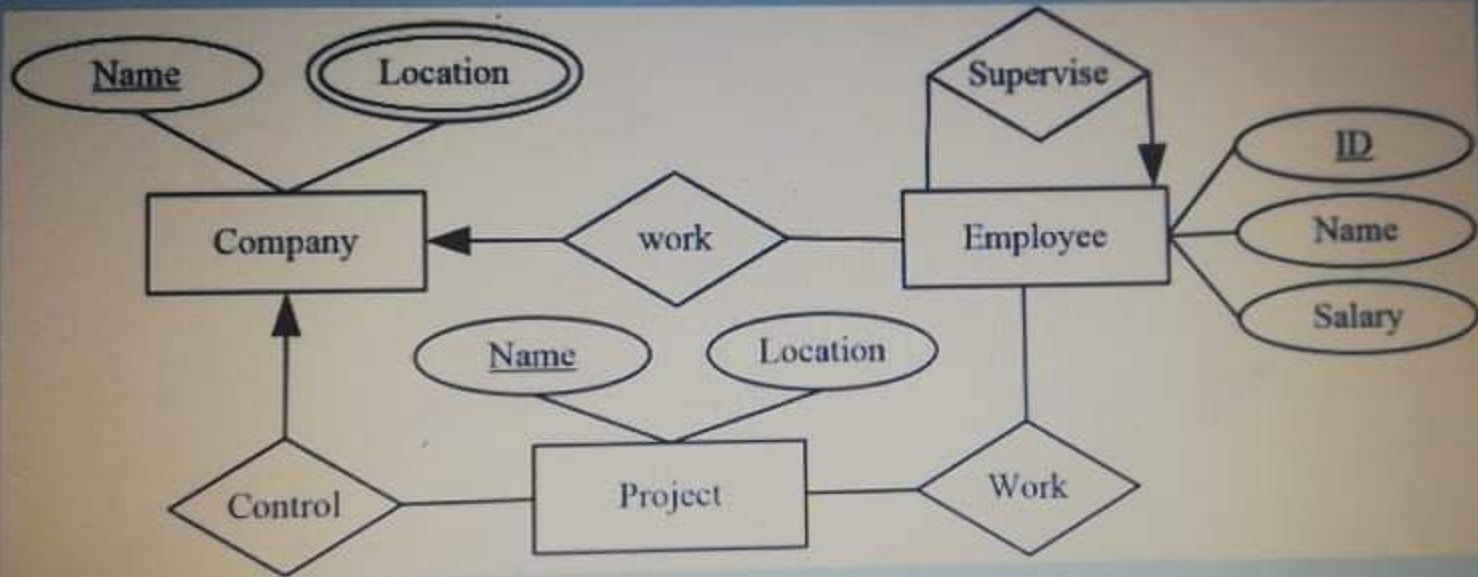 Name
Location
Supervise
ID
Company
work
Employee
Name
Salary
Name
Location
Control
Project
Work